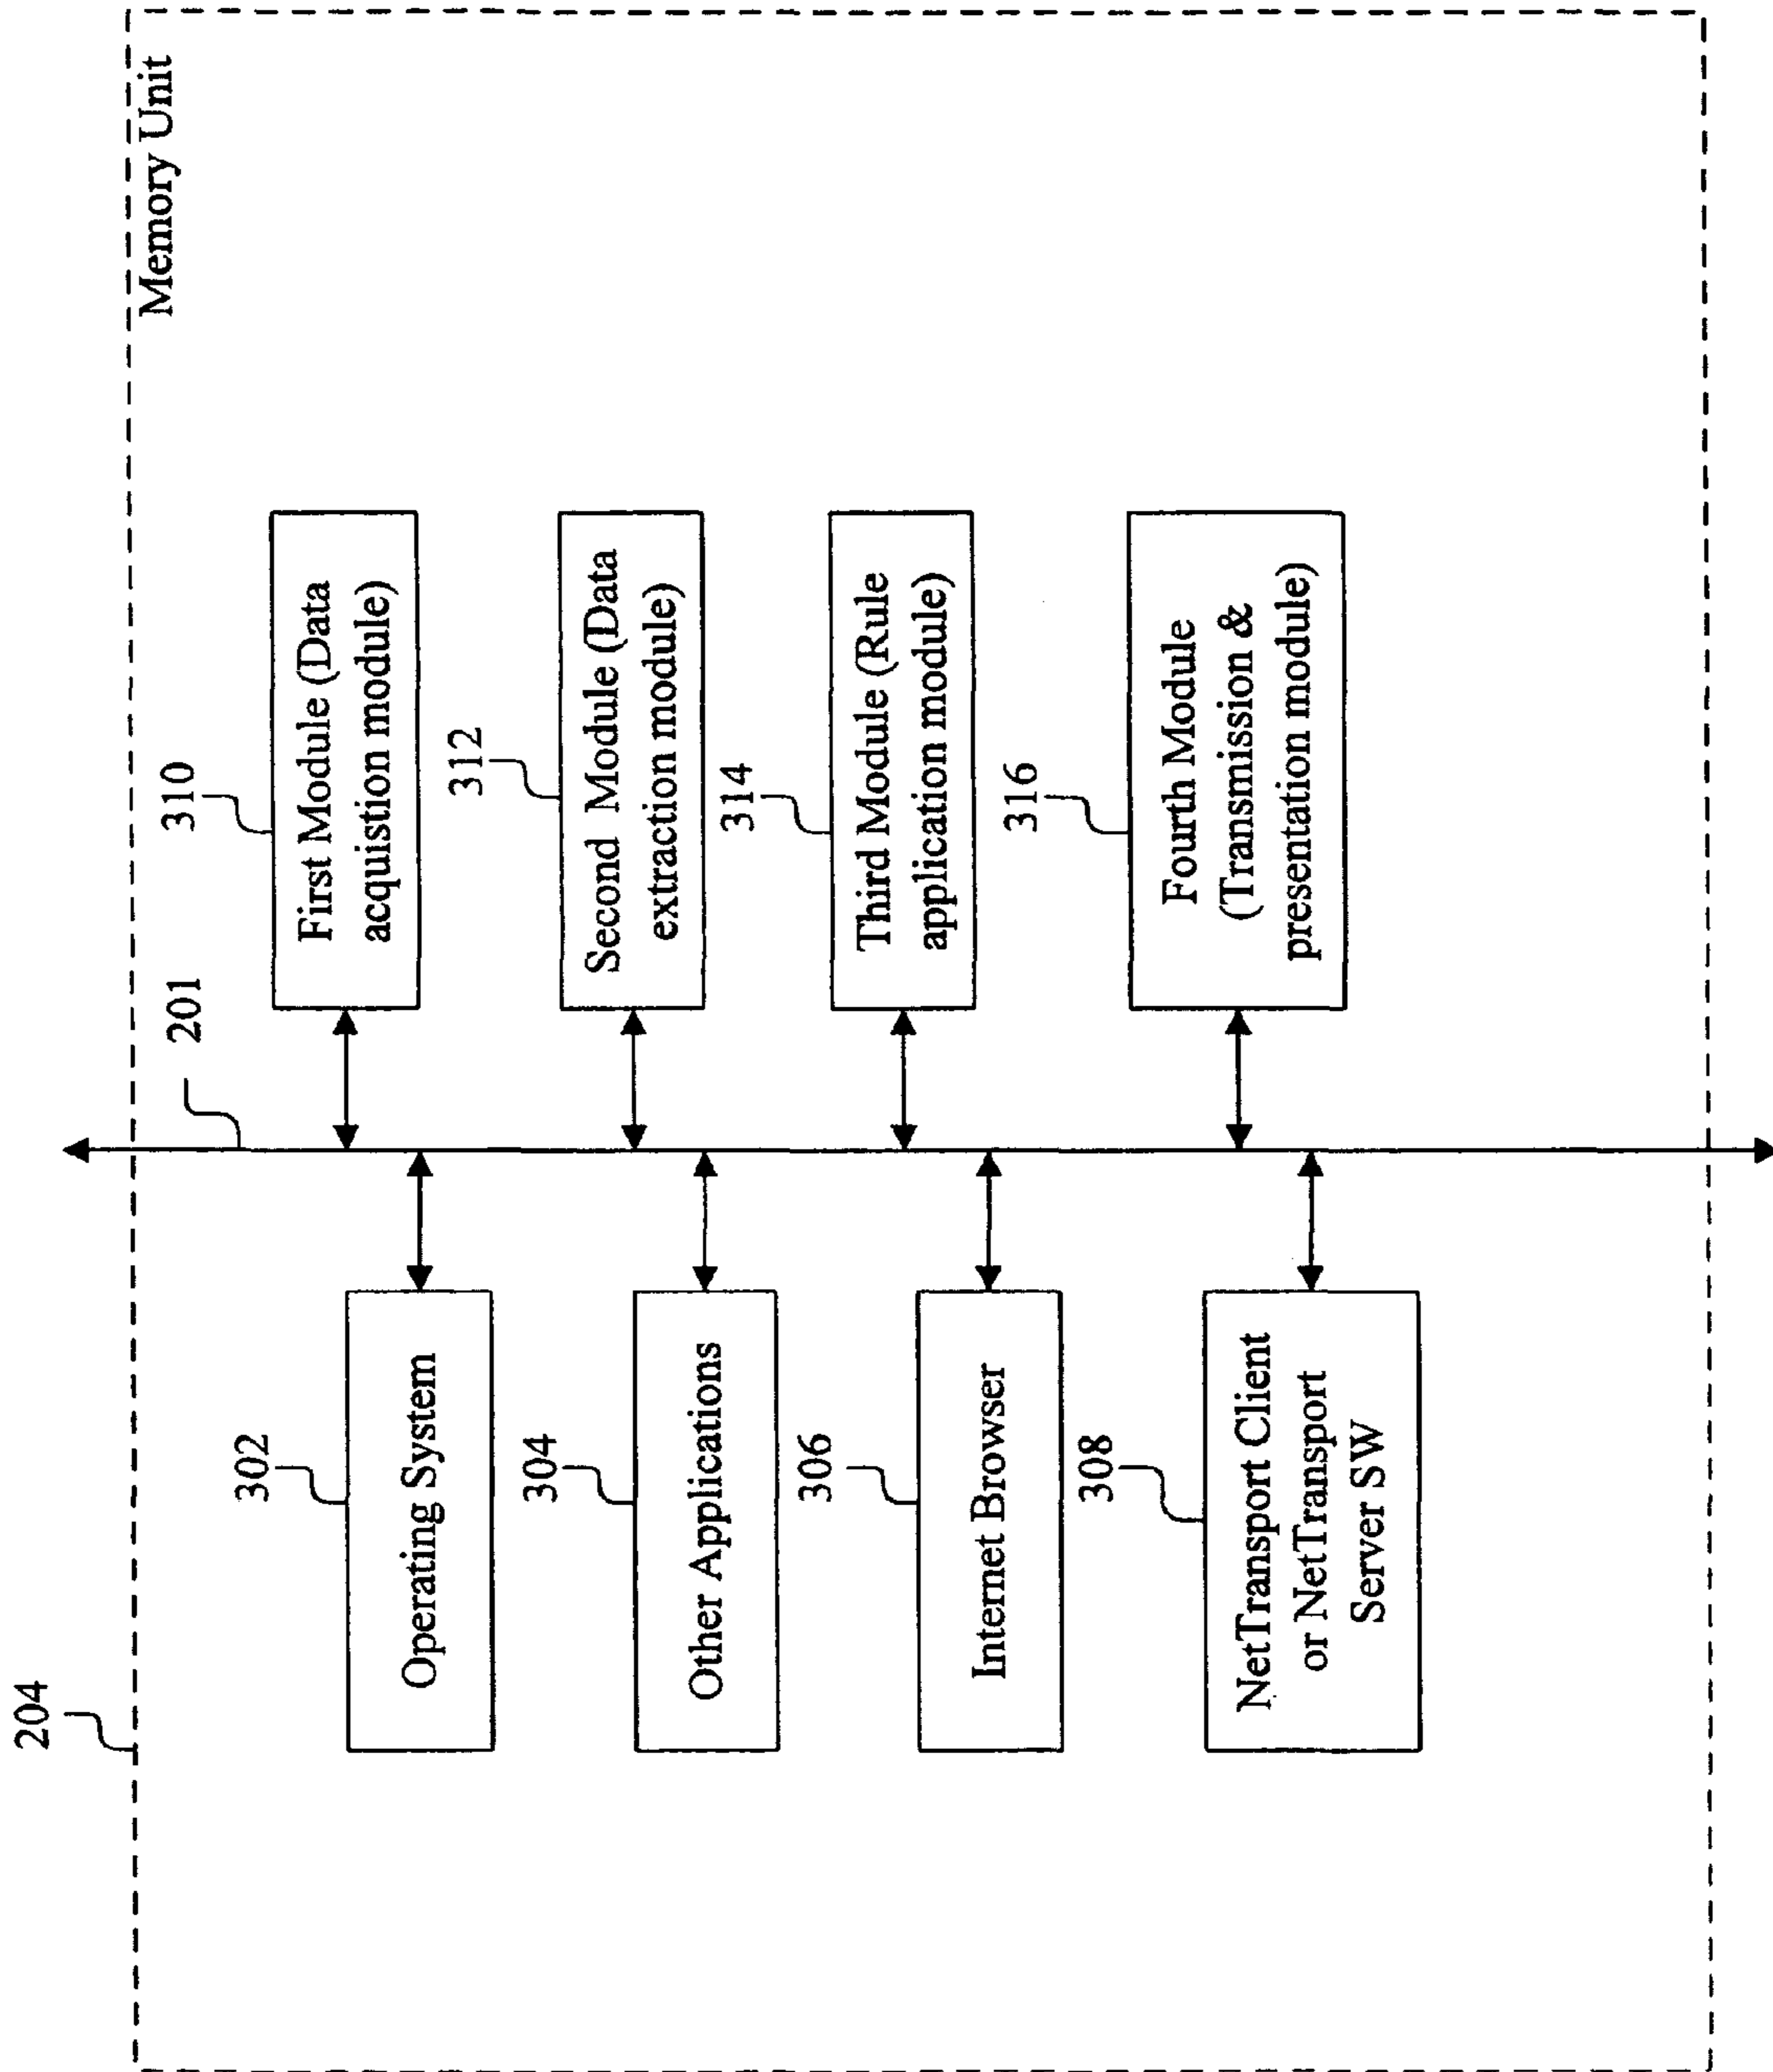 204
Memory Unit
201
302
Operating System
304
Other Applications
306
Internet Browser
308
NetTransport Client
or NetTransport
Server SW
310
First Module (Data
acquistion module)
312
Second Module (Data
extraction module)
314
Third Module (Rule
application module)
316
Fourth Module
(Transmission &
presentation module)